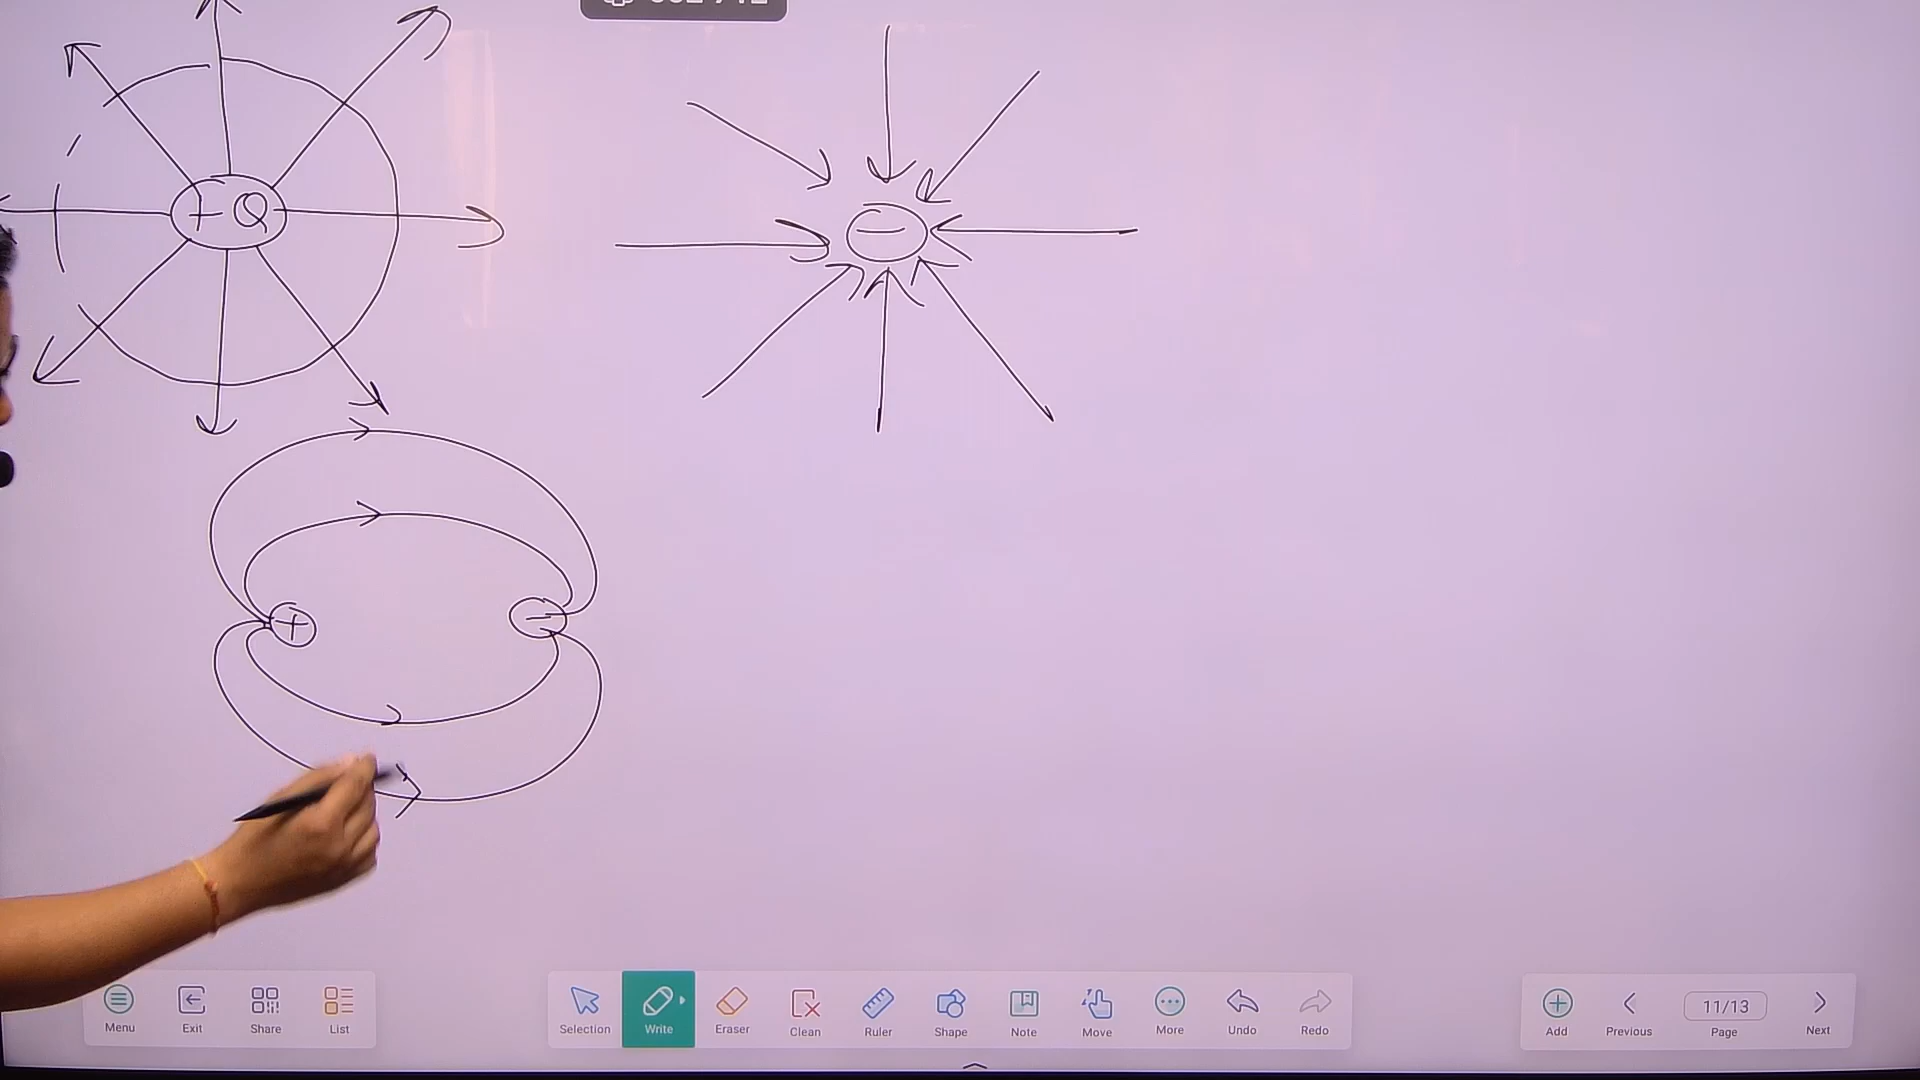 +Q
−
+
−
Menu
Exit
Share
List
Selection
Write
Eraser
Clean
Ruler
Shape
Note
Move
More
Undo
Redo
Add
Previous
11/13
Page
Next